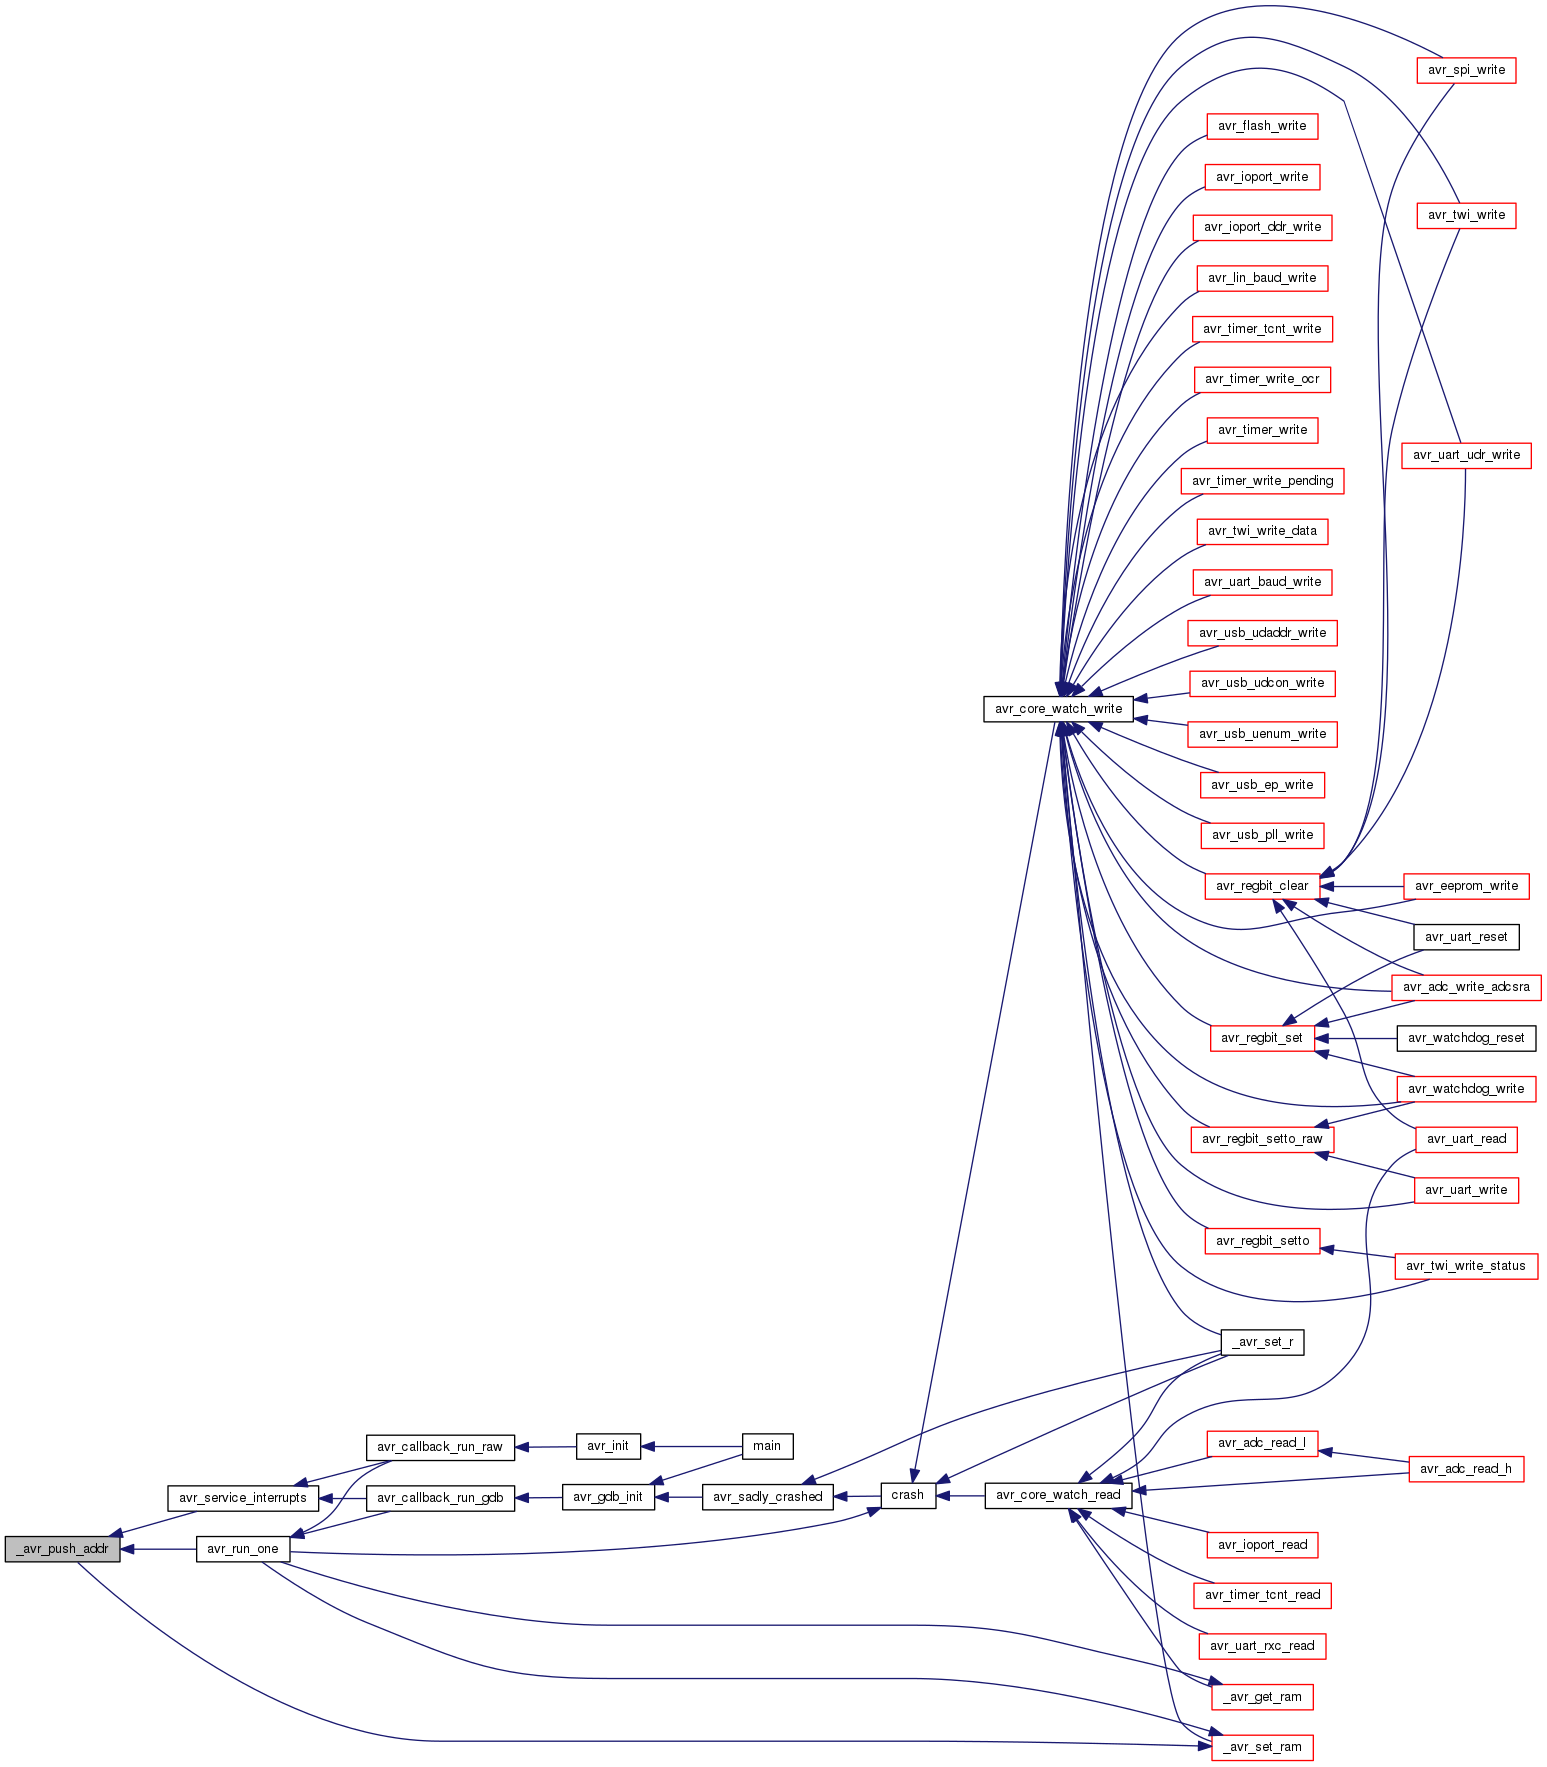 avr_spi_write
avr_flash_write
avr_ioport_write
avr_twi_write
avr_ioport_ddr_write
avr_lin_baud_write
avr_timer_tcnt_write
avr_timer_write_ocr
avr_timer_write
avr_uart_udr_write
avr_timer_write_pending
avr_twi_write_data
avr_uart_baud_write
avr_usb_udaddr_write
avr_usb_udcon_write
avr_core_watch_write
avr_usb_uenum_write
avr_usb_ep_write
avr_usb_pll_write
avr_regbit_clear
avr_eeprom_write
avr_uart_reset
avr_adc_write_adcsra
avr_regbit_set
avr_watchdog_reset
avr_watchdog_write
avr_regbit_setto_raw
avr_uart_read
avr_uart_write
avr_regbit_setto
avr_twi_write_status
_avr_set_r
avr_callback_run_raw
avr_init
main
avr_adc_read_l
avr_adc_read_h
avr_service_interrupts
avr_callback_run_gdb
avr_gdb_init
avr_sadly_crashed
crash
avr_core_watch_read
_avr_push_addr
avr_run_one
avr_ioport_read
avr_timer_tcnt_read
avr_uart_rxc_read
_avr_get_ram
_avr_set_ram